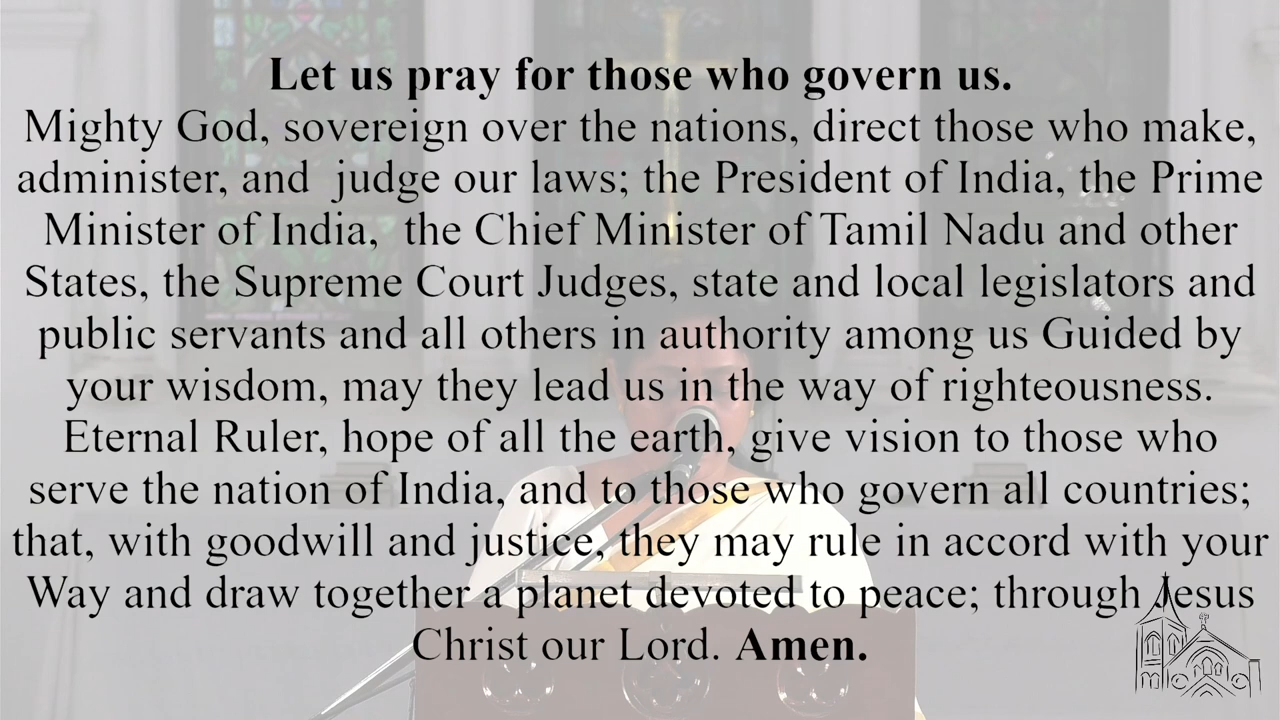 Let us pray for those who govern us.
Mighty God, sovereign over the nations, direct those who make,
administer, and  judge our laws; the President of India, the Prime
Minister of India,  the Chief Minister of Tamil Nadu and other
States, the Supreme Court Judges, state and local legislators and
public servants and all others in authority among us Guided by
your wisdom, may they lead us in the way of righteousness.
Eternal Ruler, hope of all the earth, give vision to those who
serve the nation of India, and to those who govern all countries;
that, with goodwill and justice, they may rule in accord with your
Way and draw together a planet devoted to peace; through Jesus
Christ our Lord. Amen.